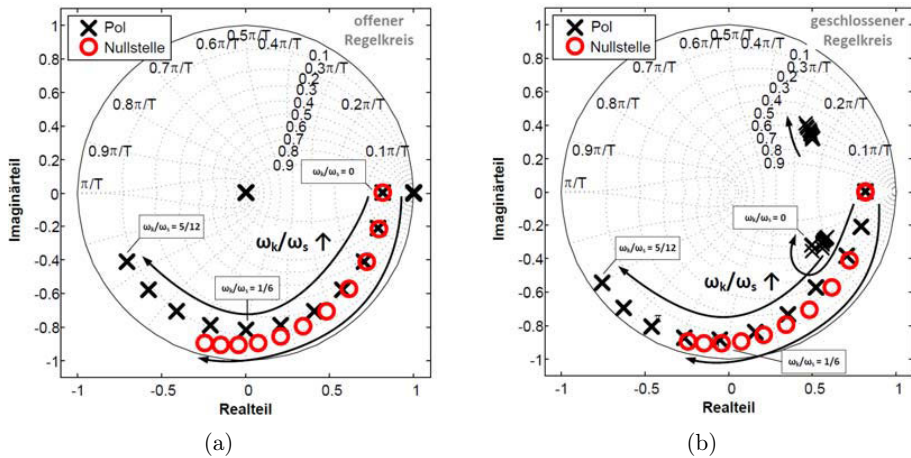 offener
Regelkreis
Pol
Nullstelle
0.5π/T
0.6π/T
0.4π/T
0.7π/T
0.3π/T
0.8π/T
0.2π/T
0.9π/T
0.1π/T
π/T
0.1
0.2
0.3
0.4
0.5
0.6
0.7
0.8
0.9
ωk/ωs = 0
ωk/ωs = 5/12
ωk/ωs ↑
ωk/ωs = 1/6
1
0.8
0.6
0.4
0.2
0
-0.2
-0.4
-0.6
-0.8
-1
-1
-0.5
0
0.5
1
Imaginärteil
Realteil
(a)
geschlossener
Regelkreis
Pol
Nullstelle
0.5π/T
0.6π/T
0.4π/T
0.7π/T
0.3π/T
0.8π/T
0.2π/T
0.9π/T
0.1π/T
π/T
0.1
0.2
0.3
0.4
0.5
0.6
0.7
0.8
0.9
ωk/ωs = 0
ωk/ωs = 5/12
ωk/ωs ↑
ωk/ωs = 1/6
1
0.8
0.6
0.4
0.2
0
-0.2
-0.4
-0.6
-0.8
-1
-1
-0.5
0
0.5
1
Imaginärteil
Realteil
(b)